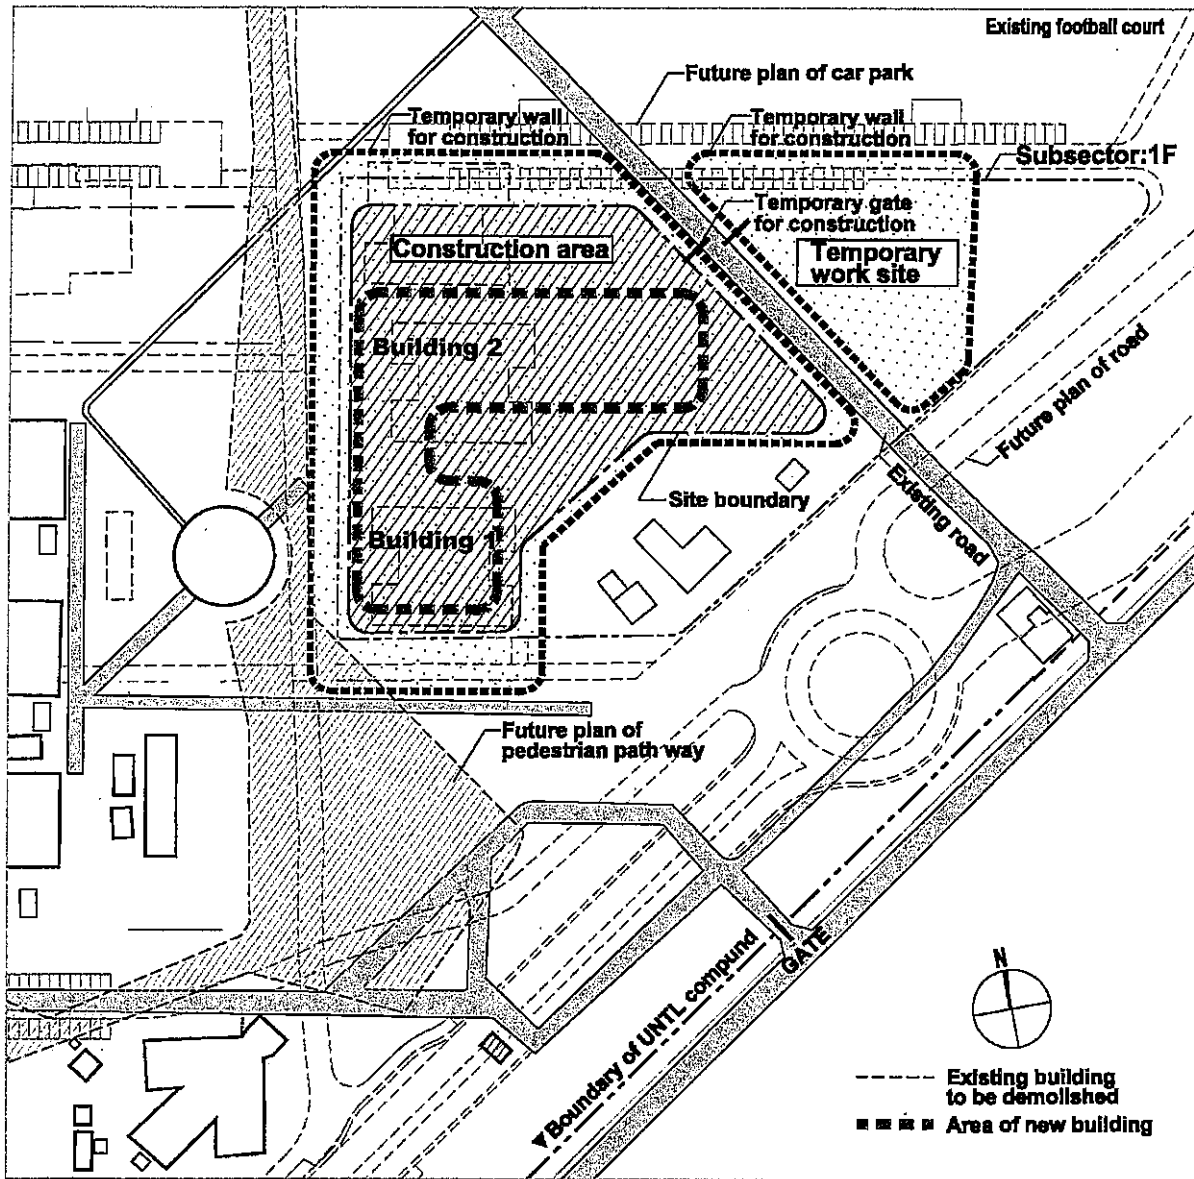 Existing football court
Future plan of car park
Temporary wall
for construction
Temporary wall
for construction
Subsector:1F
Temporary gate
for construction
Construction area
Temporary
work site
Building 2
Future plan of road
Site boundary
Existing road
Building 1
Future plan of
pedestrian path way
GATE
Boundary of UNTL compund
N
Existing building
to be demolished
Area of new building